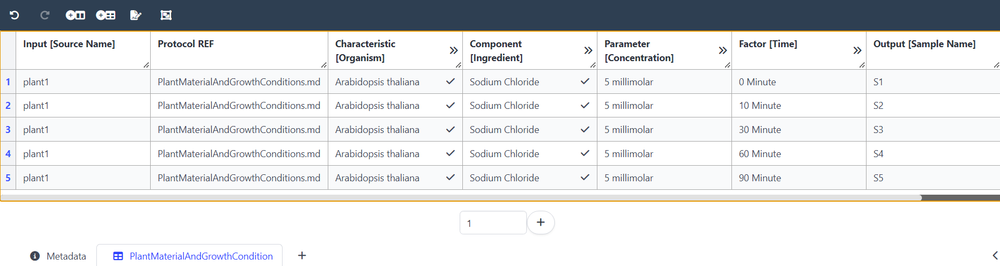 Input [Source Name] Protocol REF Characteristic [Organism] Component [Ingredient] Parameter [Concentration] Factor [Time] Output [Sample Name]
1 plant1 PlantMaterialAndGrowthConditions.md Arabidopsis thaliana Sodium Chloride 5 millimolar 0 Minute S1
2 plant1 PlantMaterialAndGrowthConditions.md Arabidopsis thaliana Sodium Chloride 5 millimolar 10 Minute S2
3 plant1 PlantMaterialAndGrowthConditions.md Arabidopsis thaliana Sodium Chloride 5 millimolar 30 Minute S3
4 plant1 PlantMaterialAndGrowthConditions.md Arabidopsis thaliana Sodium Chloride 5 millimolar 60 Minute S4
5 plant1 PlantMaterialAndGrowthConditions.md Arabidopsis thaliana Sodium Chloride 5 millimolar 90 Minute S5
1 +
Metadata PlantMaterialAndGrowthCondition +